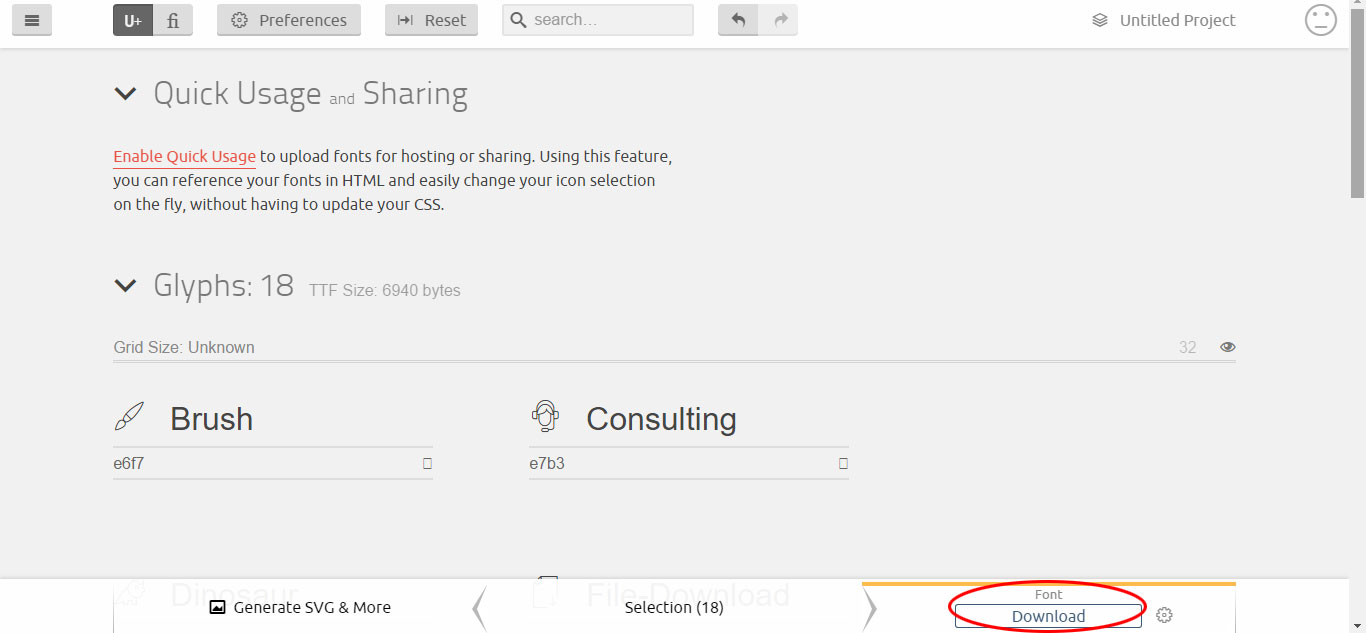 U+ fi Preferences Reset search... Untitled Project
Quick Usage and Sharing
Enable Quick Usage to upload fonts for hosting or sharing. Using this feature,
you can reference your fonts in HTML and easily change your icon selection
on the fly, without having to update your CSS.
Glyphs: 18 TTF Size: 6940 bytes
Grid Size: Unknown 32
Brush Consulting
e6f7 e7b3
Dinosaur File-Download
Generate SVG & More Selection (18) Font
Download